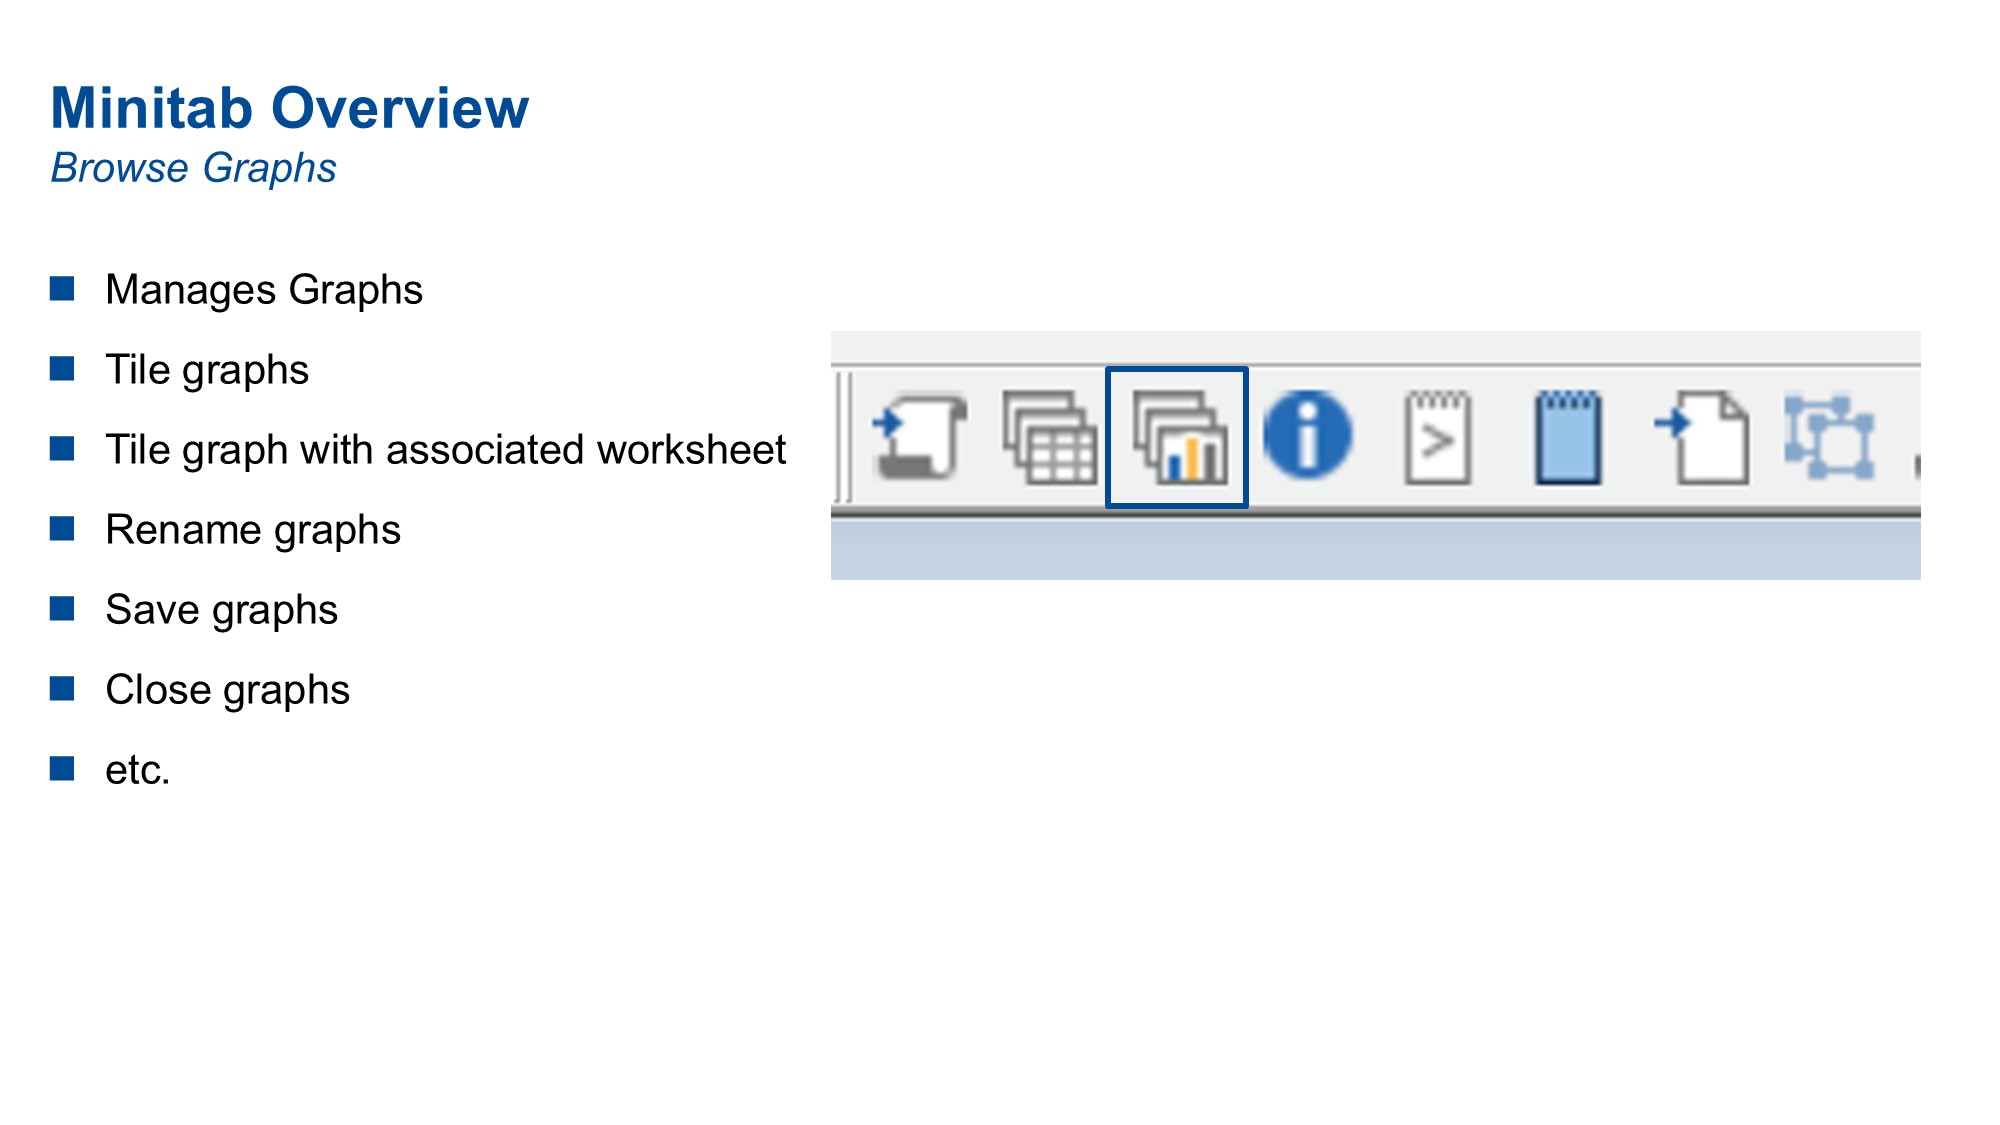 Minitab Overview
Browse Graphs
Manages Graphs
Tile graphs
Tile graph with associated worksheet
Rename graphs
Save graphs
Close graphs
etc.